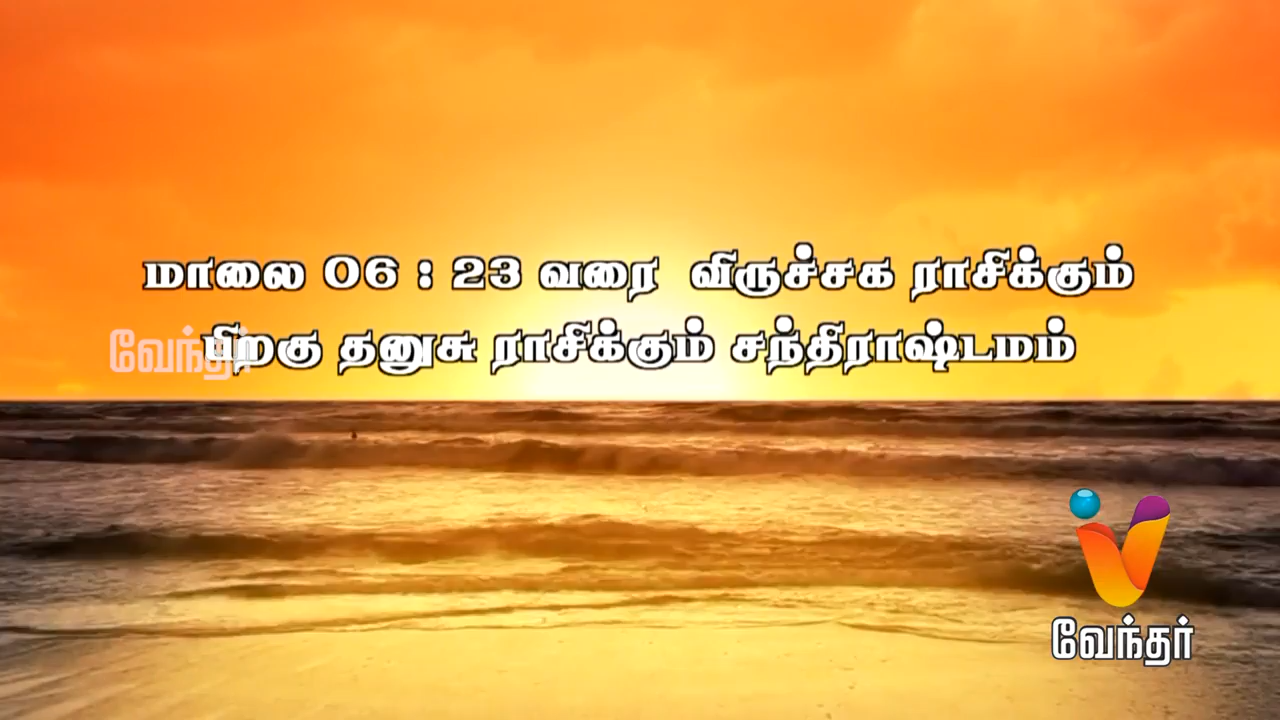 மாலை 06 : 23 வரை விருச்சக ராசிக்கும்
பிறகு தனுசு ராசிக்கும் சந்திராஷ்டமம்
வேந்தர்
வேந்தர்